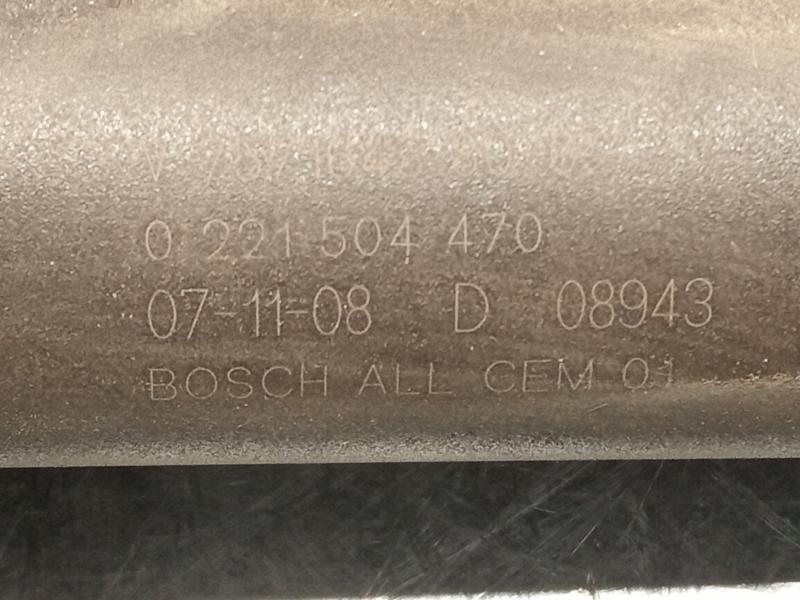 0 221 504 470
07-11-08 D 08943
BOSCH ALL CEM 01